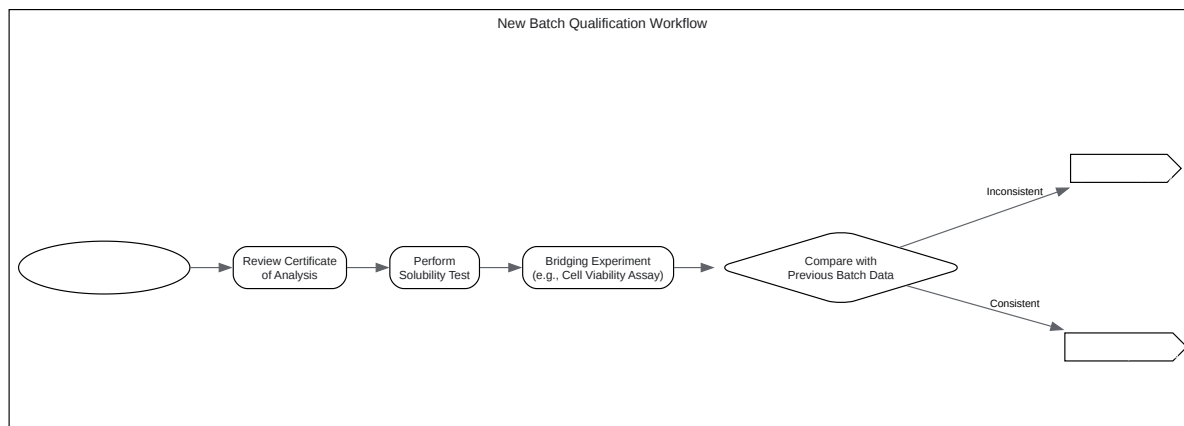 New Batch Qualification Workflow
Review Certificate
of Analysis
Perform
Solubility Test
Bridging Experiment
(e.g., Cell Viability Assay)
Compare with
Previous Batch Data
Inconsistent
Consistent